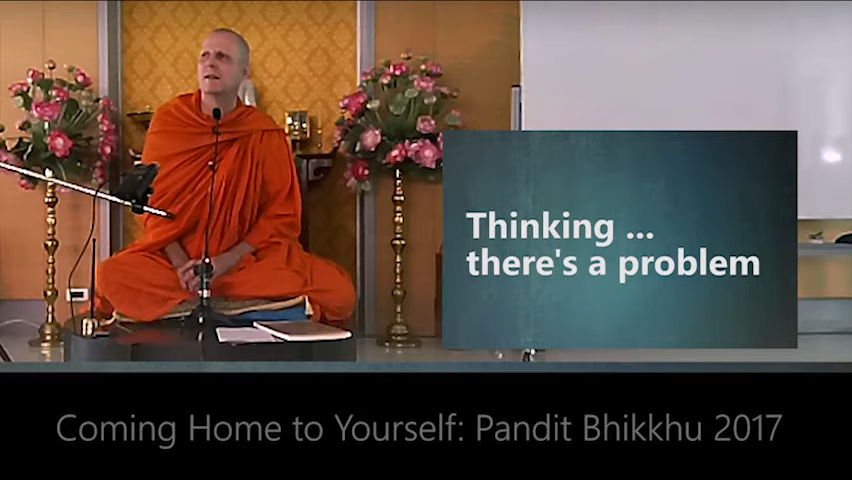 Thinking ...
there's a problem
Coming Home to Yourself: Pandit Bhikkhu 2017